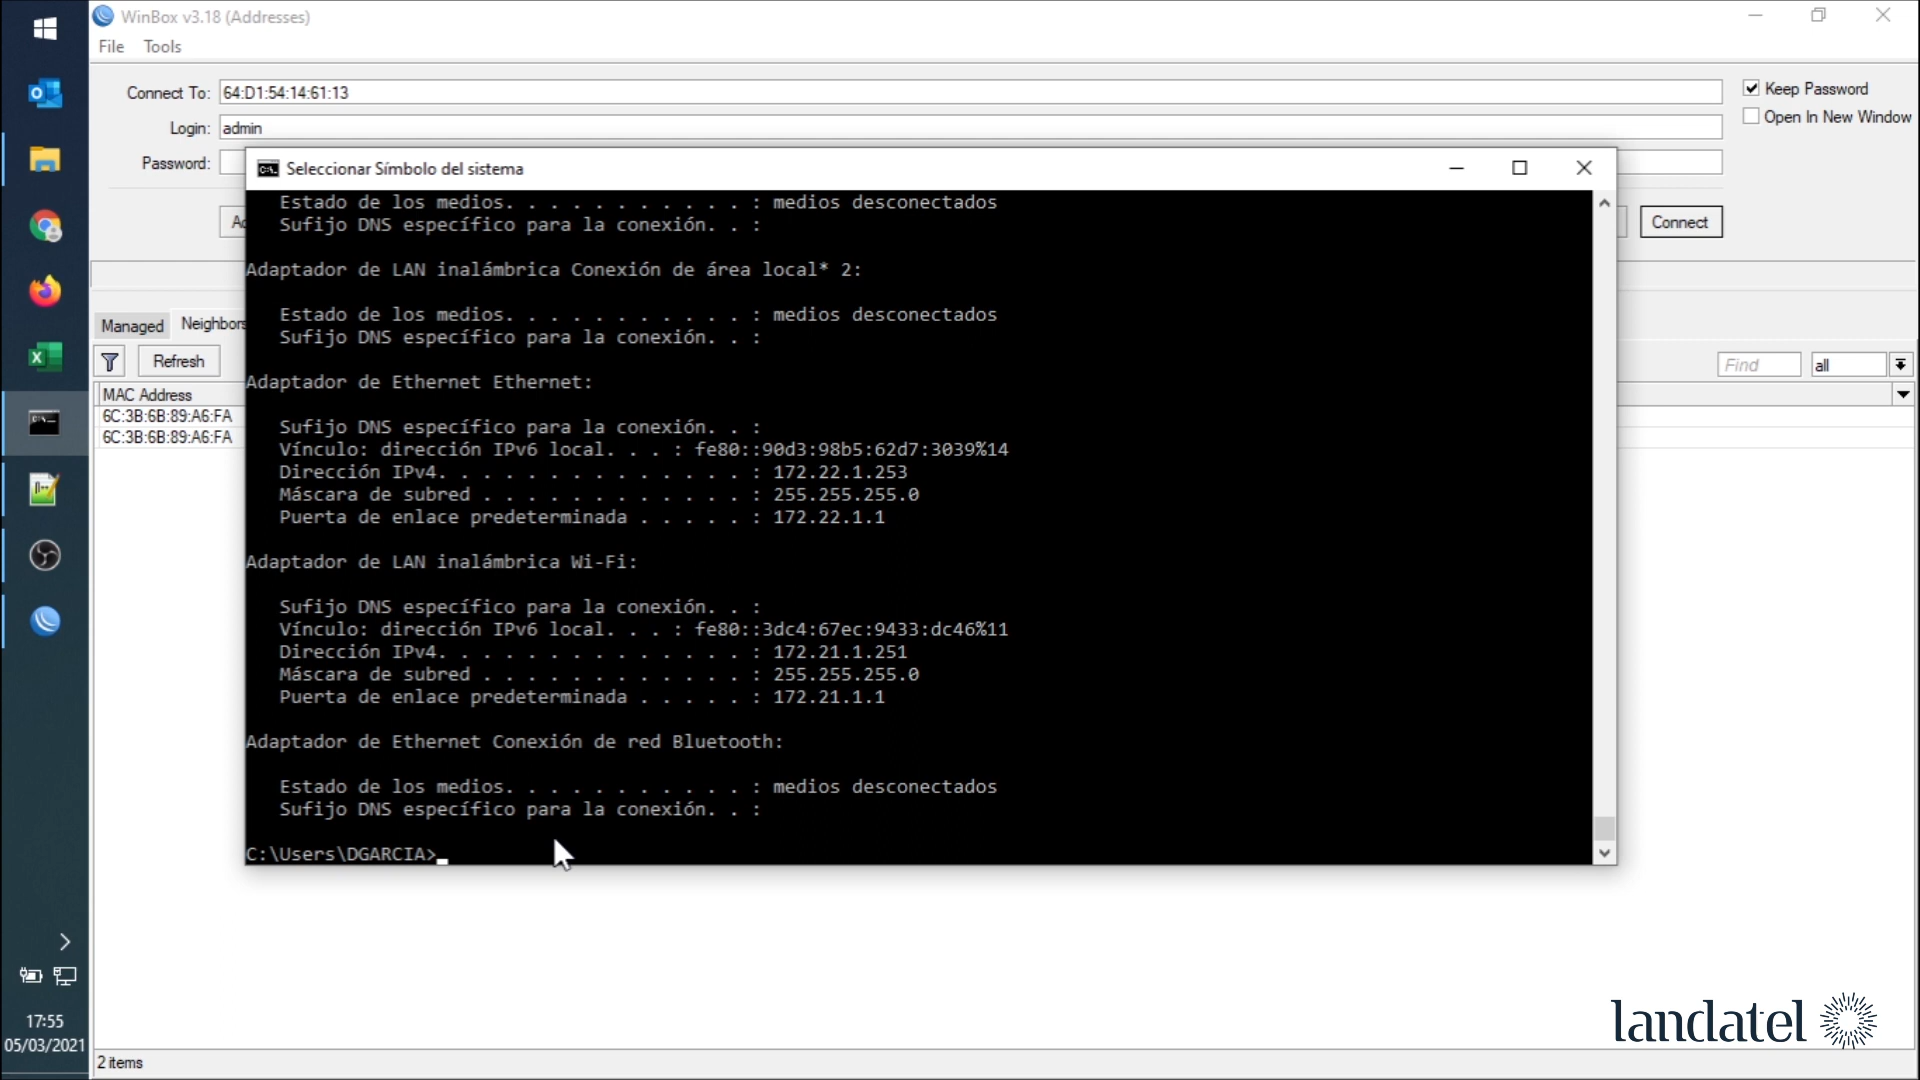 WinBox v3.18 (Addresses)
File Tools
Connect To: 64:D1:54:14:61:13
Keep Password
Open In New Window
Login: admin
Password:
Connect
Managed Neighbors
Refresh
Find all
MAC Address
6C:3B:6B:89:A6:FA
6C:3B:6B:89:A6:FA
Seleccionar Símbolo del sistema
Estado de los medios. . . . . . . . . . . : medios desconectados
Sufijo DNS específico para la conexión. . :
Adaptador de LAN inalámbrica Conexión de área local* 2:
Estado de los medios. . . . . . . . . . . : medios desconectados
Sufijo DNS específico para la conexión. . :
Adaptador de Ethernet Ethernet:
Sufijo DNS específico para la conexión. . :
Vínculo: dirección IPv6 local. . . : fe80::90d3:98b5:62d7:3039%14
Dirección IPv4. . . . . . . . . . . . . . : 172.22.1.253
Máscara de subred . . . . . . . . . . . . : 255.255.255.0
Puerta de enlace predeterminada . . . . . : 172.22.1.1
Adaptador de LAN inalámbrica Wi-Fi:
Sufijo DNS específico para la conexión. . :
Vínculo: dirección IPv6 local. . . : fe80::3dc4:67ec:9433:dc46%11
Dirección IPv4. . . . . . . . . . . . . . : 172.21.1.251
Máscara de subred . . . . . . . . . . . . : 255.255.255.0
Puerta de enlace predeterminada . . . . . : 172.21.1.1
Adaptador de Ethernet Conexión de red Bluetooth:
Estado de los medios. . . . . . . . . . . : medios desconectados
Sufijo DNS específico para la conexión. . :
C:\Users\DGARCIA>
17:55
05/03/2021
2 items
landatel